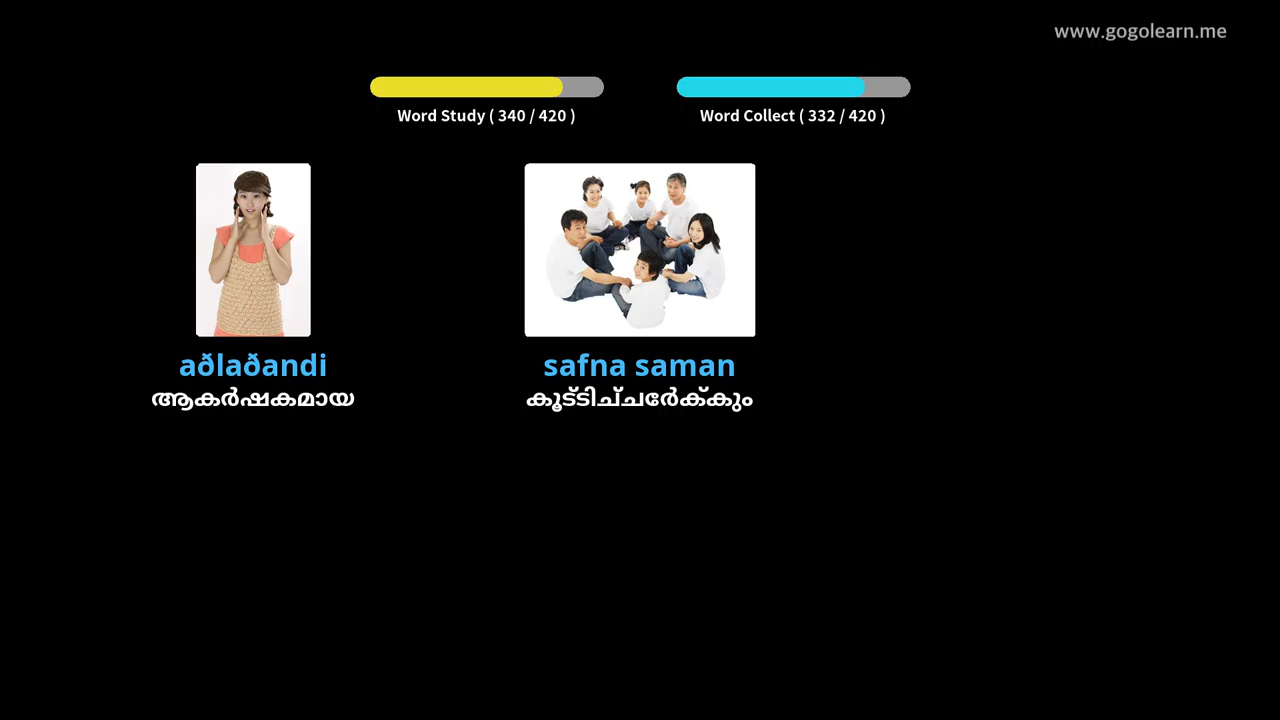 www.gogolearn.me
Word Study ( 340 / 420 )
Word Collect ( 332 / 420 )
aðlaðandi
safna saman
ആകർഷകമായ
കൂട്ടിച്ചേർക്കും